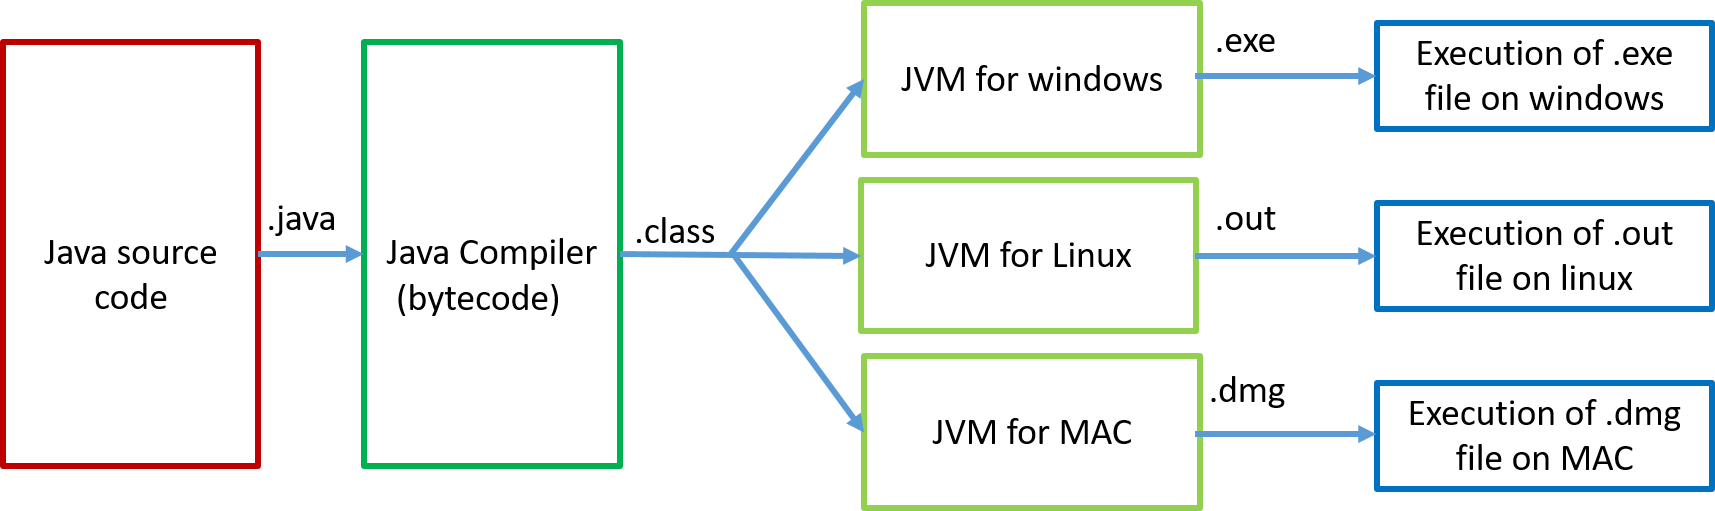 Java source
code
.java
Java Compiler
(bytecode)
.class
JVM for windows
.exe
Execution of .exe
file on windows
JVM for Linux
.out
Execution of .out
file on linux
JVM for MAC
.dmg
Execution of .dmg
file on MAC